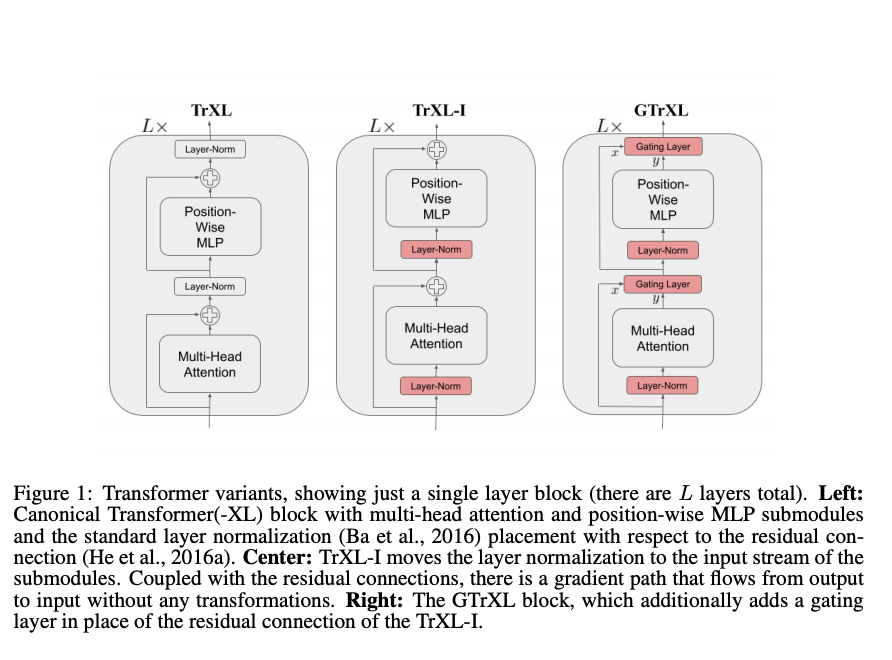 TrXL
L×
Layer-Norm
Position-
Wise
MLP
Layer-Norm
Multi-Head
Attention
TrXL-I
L×
Position-
Wise
MLP
Layer-Norm
Multi-Head
Attention
Layer-Norm
GTrXL
L×
Gating Layer
x
y
Position-
Wise
MLP
Layer-Norm
Gating Layer
x
y
Multi-Head
Attention
Layer-Norm
Figure 1: Transformer variants, showing just a single layer block (there are L layers total). Left:
Canonical Transformer(-XL) block with multi-head attention and position-wise MLP submodules
and the standard layer normalization (Ba et al., 2016) placement with respect to the residual con-
nection (He et al., 2016a). Center: TrXL-I moves the layer normalization to the input stream of the
submodules. Coupled with the residual connections, there is a gradient path that flows from output
to input without any transformations. Right: The GTrXL block, which additionally adds a gating
layer in place of the residual connection of the TrXL-I.